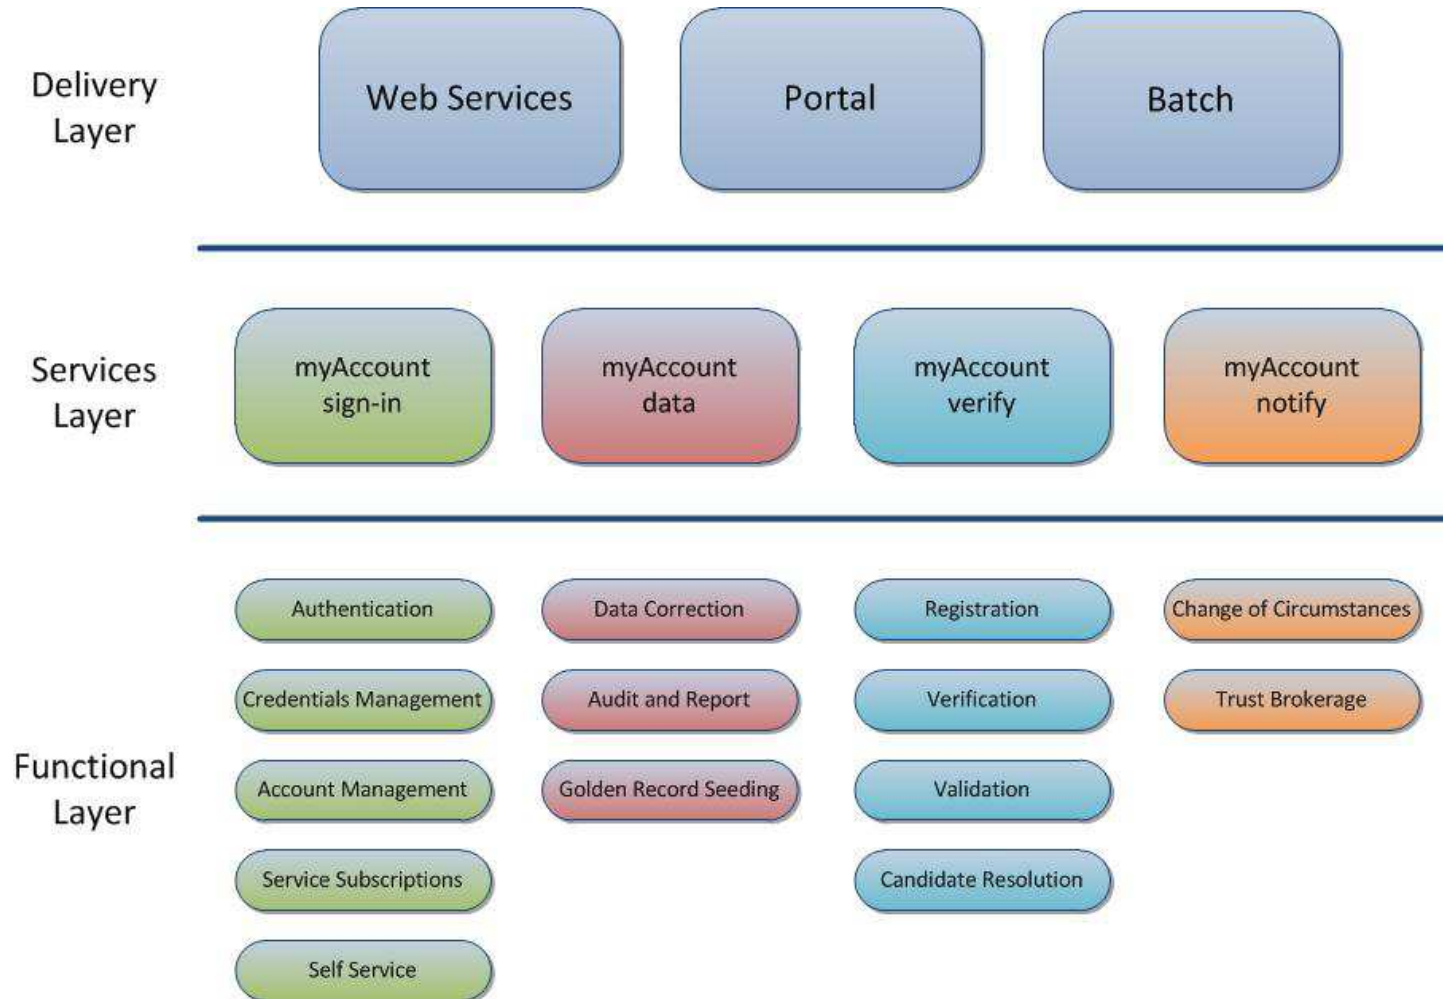 Delivery
Layer
Web Services
Portal
Batch
Services
Layer
myAccount
sign-in
myAccount
data
myAccount
verify
myAccount
notify
Functional
Layer
Authentication
Data Correction
Registration
Change of Circumstances
Credentials Management
Audit and Report
Verification
Trust Brokerage
Account Management
Golden Record Seeding
Validation
Service Subscriptions
Candidate Resolution
Self Service